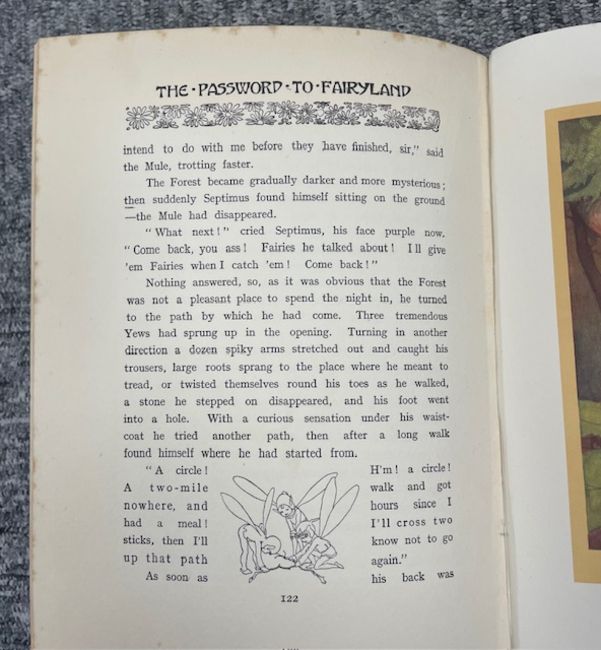 THE · PASSWORD · TO · FAIRYLAND
intend to do with me before they have finished, sir," said
the Mule, trotting faster.
The Forest became gradually darker and more mysterious;
then suddenly Septimus found himself sitting on the ground
—the Mule had disappeared.
"What next!" cried Septimus, his face purple now.
"Come back, you ass! Fairies he talked about! I'll give
'em Fairies when I catch 'em! Come back!"
Nothing answered, so, as it was obvious that the Forest
was not a pleasant place to spend the night in, he turned
to the path by which he had come. Three tremendous
Yews had sprung up in the opening. Turning in another
direction a dozen spiky arms stretched out and caught his
trousers, large roots sprang to the place where he meant to
tread, or twisted themselves round his toes as he walked,
a stone he stepped on disappeared, and his foot went
into a hole. With a curious sensation under his waist-
coat he tried another path, then after a long walk
found himself where he had started from.
"A circle! H'm! a circle!
A two-mile walk and got
nowhere, and hours since I
had a meal! I'll cross two
sticks, then I'll know not to go
up that path again."
As soon as his back was
122